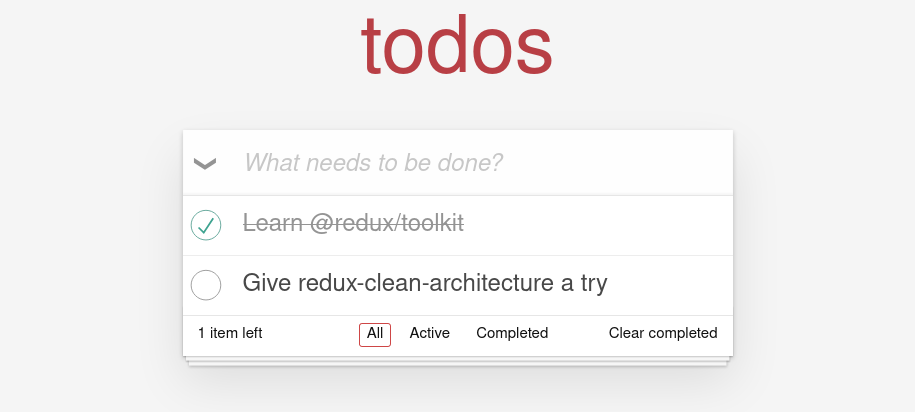 todos
What needs to be done?
Learn @redux/toolkit
Give redux-clean-architecture a try
1 item left All Active Completed Clear completed